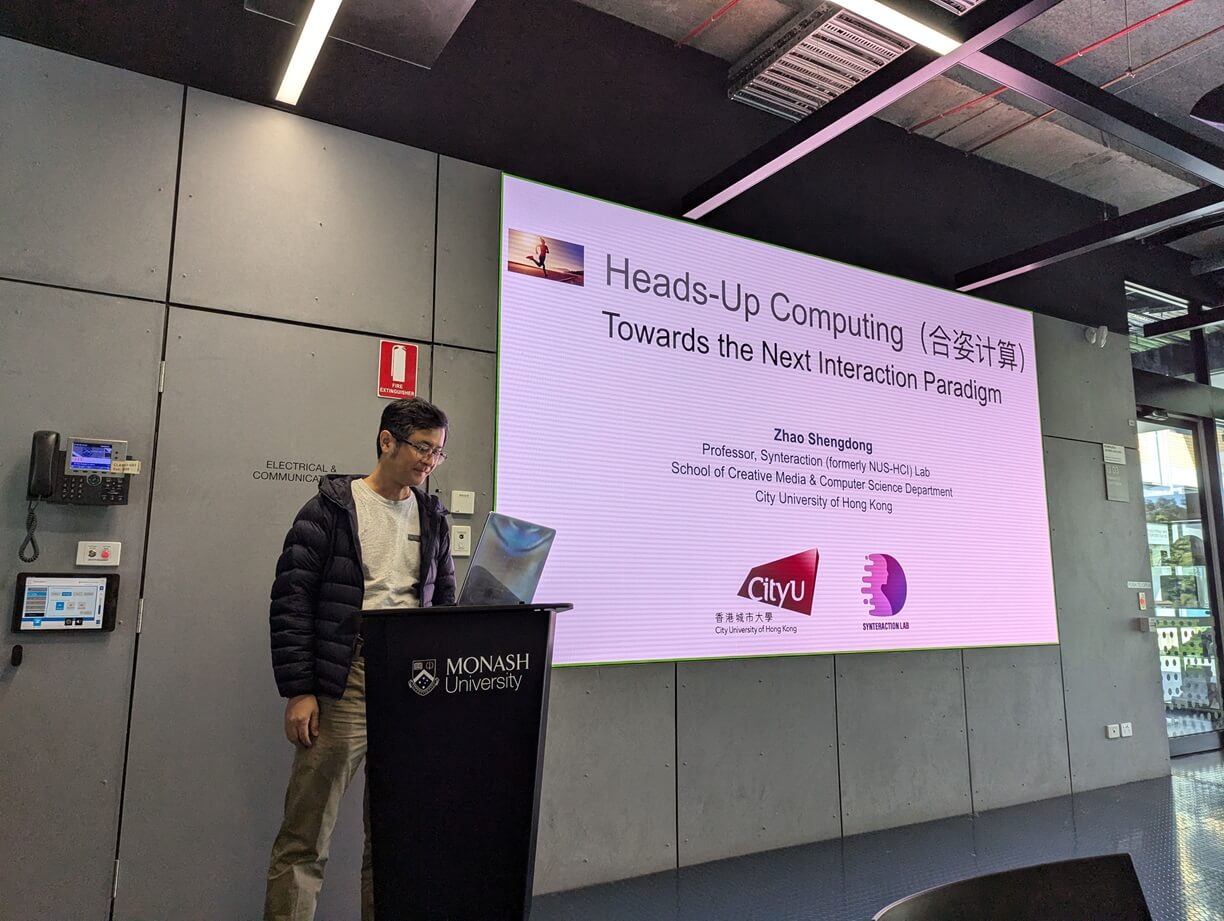 Heads-Up Computing（合姿计算）
Towards the Next Interaction Paradigm
Zhao Shengdong
Professor, Synteraction (formerly NUS-HCI) Lab
School of Creative Media & Computer Science Department
City University of Hong Kong
CityU
香港城市大學
City University of Hong Kong
SYNTERACTION LAB
FIRE
EXTINGUISHER
ELECTRICAL &
MONASH
University